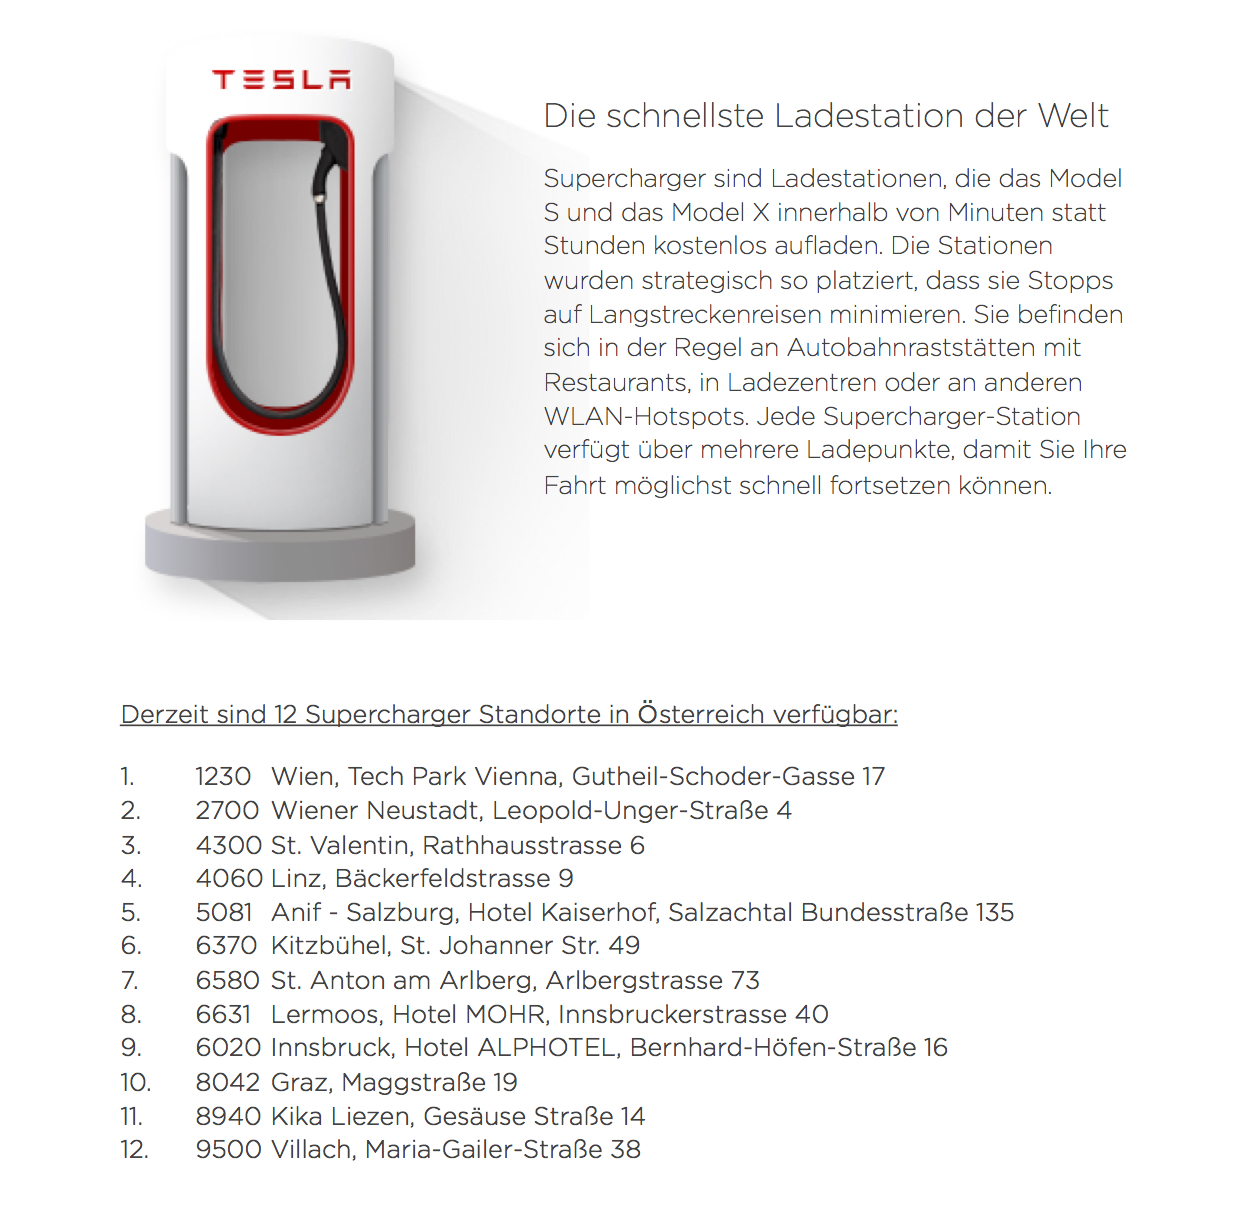 TESLA
Die schnellste Ladestation der Welt
Supercharger sind Ladestationen, die das Model
S und das Model X innerhalb von Minuten statt
Stunden kostenlos aufladen. Die Stationen
wurden strategisch so platziert, dass sie Stopps
auf Langstreckenreisen minimieren. Sie befinden
sich in der Regel an Autobahnraststätten mit
Restaurants, in Ladezentren oder an anderen
WLAN-Hotspots. Jede Supercharger-Station
verfügt über mehrere Ladepunkte, damit Sie Ihre
Fahrt möglichst schnell fortsetzen können.
Derzeit sind 12 Supercharger Standorte in Österreich verfügbar:
1. 1230 Wien, Tech Park Vienna, Gutheil-Schoder-Gasse 17
2. 2700 Wiener Neustadt, Leopold-Unger-Straße 4
3. 4300 St. Valentin, Rathhausstrasse 6
4. 4060 Linz, Bäckerfeldstrasse 9
5. 5081 Anif - Salzburg, Hotel Kaiserhof, Salzachtal Bundesstraße 135
6. 6370 Kitzbühel, St. Johanner Str. 49
7. 6580 St. Anton am Arlberg, Arlbergstrasse 73
8. 6631 Lermoos, Hotel MOHR, Innsbruckerstrasse 40
9. 6020 Innsbruck, Hotel ALPHOTEL, Bernhard-Höfen-Straße 16
10. 8042 Graz, Maggstraße 19
11. 8940 Kika Liezen, Gesäuse Straße 14
12. 9500 Villach, Maria-Gailer-Straße 38